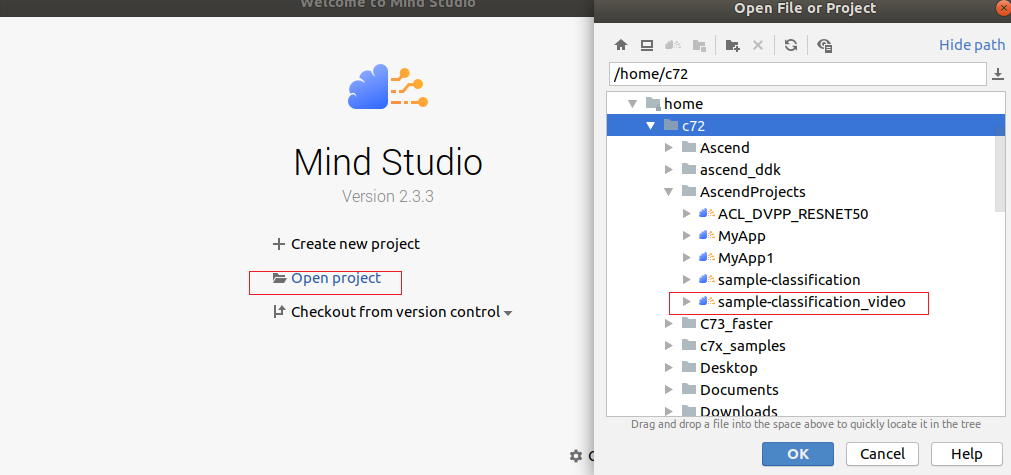 Welcome to Mind Studio
Mind Studio
Version 2.3.3
Create new project
Open project
Checkout from version control
Open File or Project
Hide path
/home/c72
home
c72
Ascend
ascend_ddk
AscendProjects
ACL_DVPP_RESNET50
MyApp
MyApp1
sample-classification
sample-classification_video
C73_faster
c7x_samples
Desktop
Documents
Downloads
Drag and drop a file into the space above to quickly locate it in the tree
OK
Cancel
Help